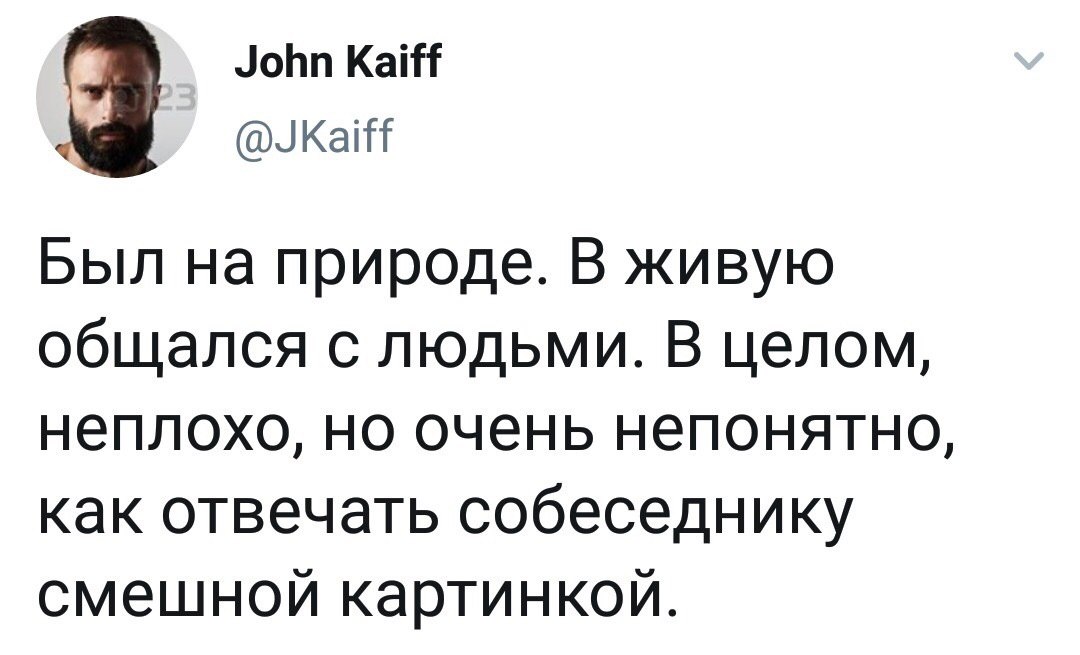 John Kaiff
@JKaiff
Был на природе. В живую
общался с людьми. В целом,
неплохо, но очень непонятно,
как отвечать собеседнику
смешной картинкой.